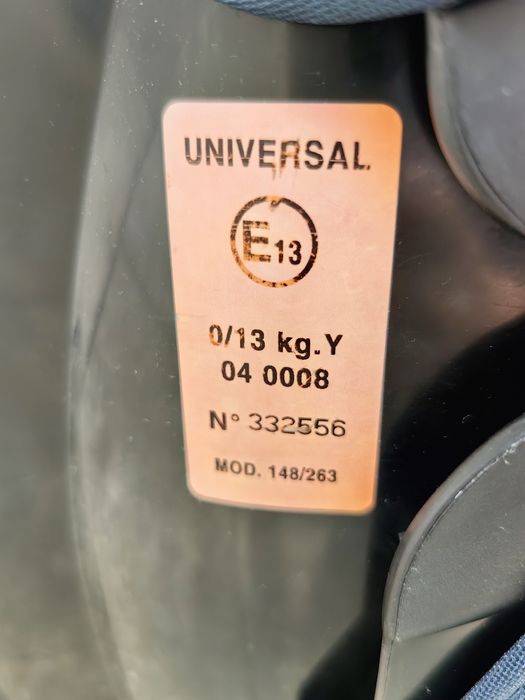 UNIVERSAL.
E13
0/13 kg.Y
04 0008
N° 332556
MOD. 148/263